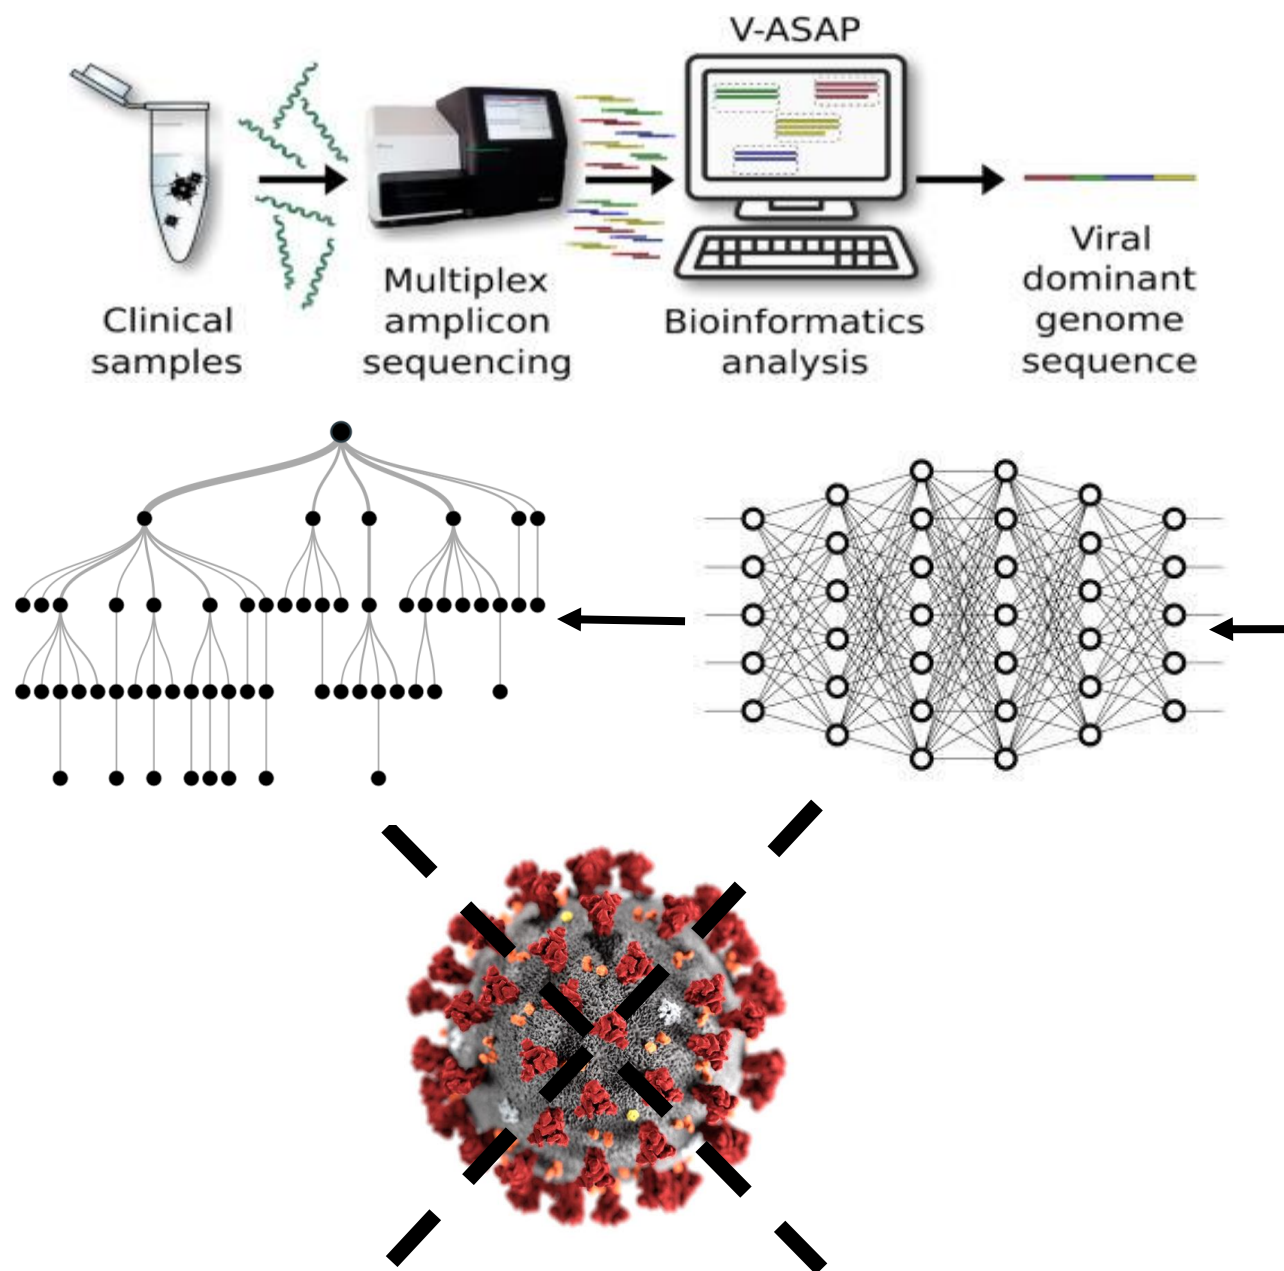 V-ASAP
Clinical
samples
Multiplex
amplicon
sequencing
Bioinformatics
analysis
Viral
dominant
genome
sequence